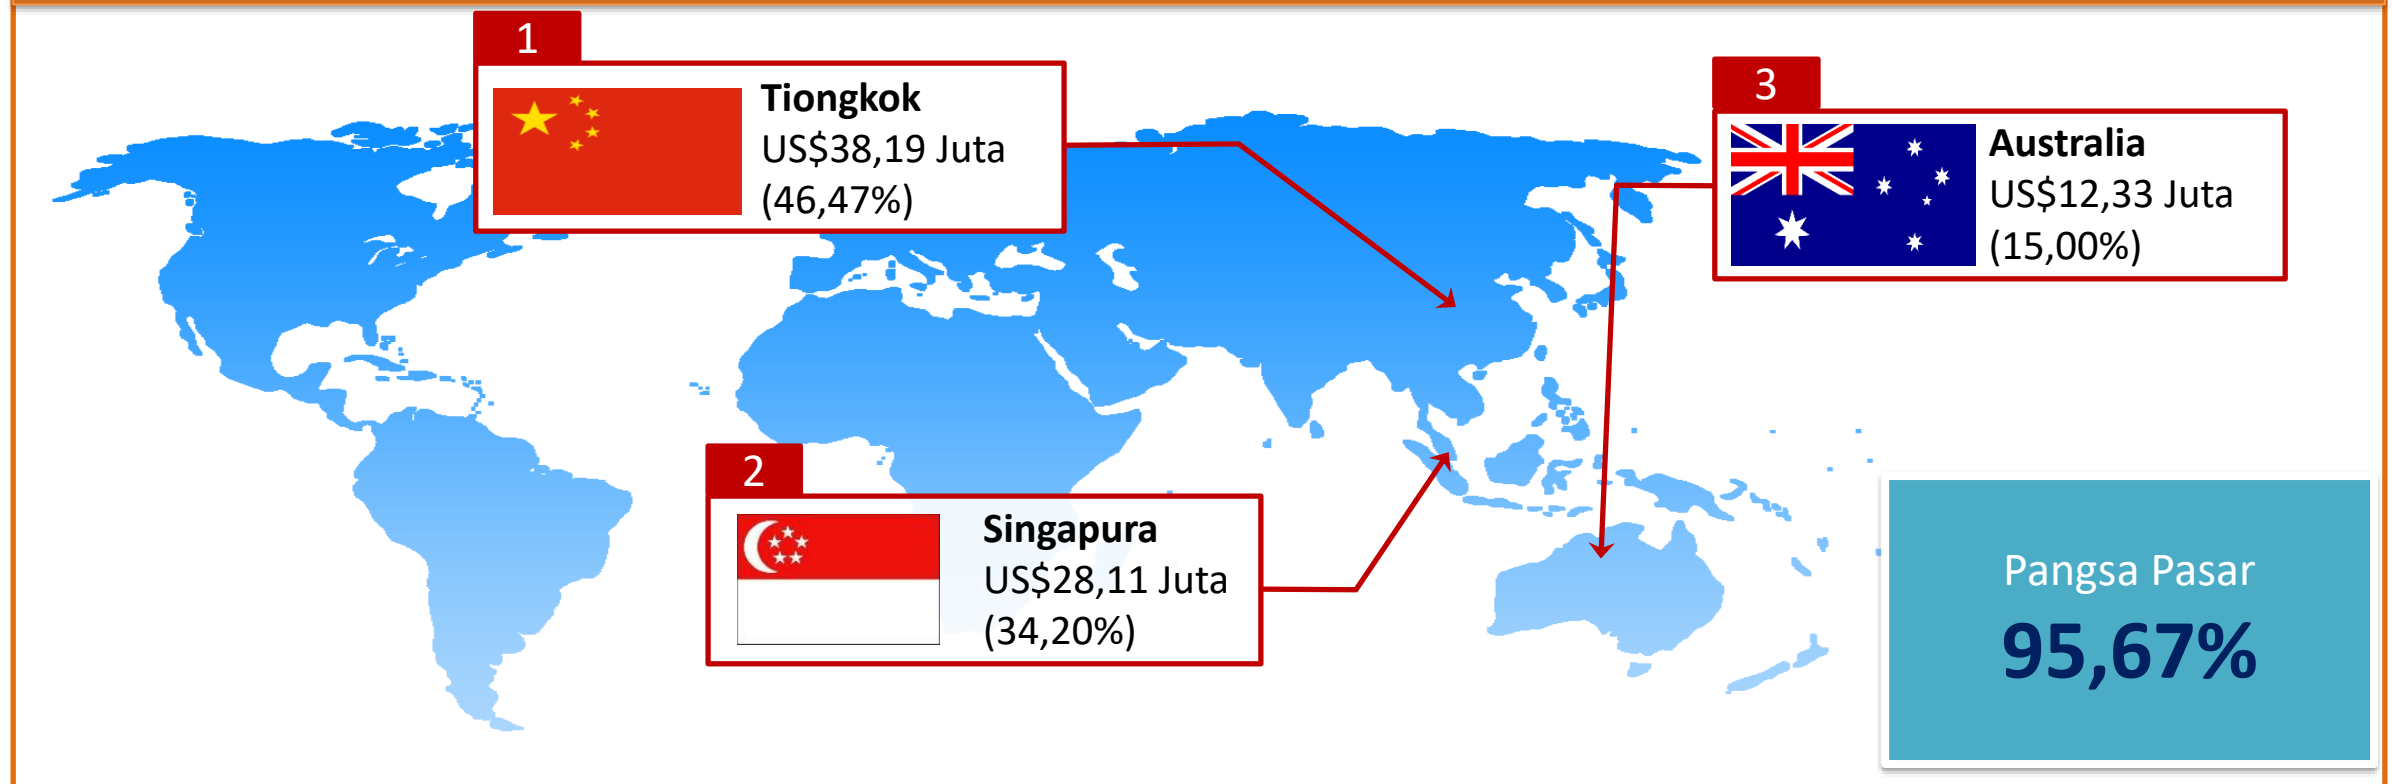 1
Tiongkok
US$38,19 Juta
(46,47%)
3
Australia
US$12,33 Juta
(15,00%)
2
Singapura
US$28,11 Juta
(34,20%)
Pangsa Pasar
95,67%